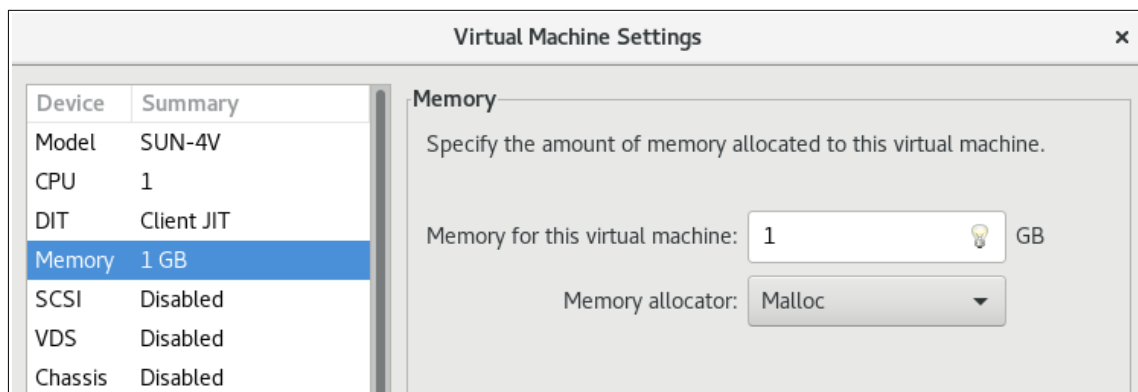 Virtual Machine Settings ×
Device Summary
Model SUN-4V
CPU 1
DIT Client JIT
Memory 1 GB
SCSI Disabled
VDS Disabled
Chassis Disabled
Memory
Specify the amount of memory allocated to this virtual machine.
Memory for this virtual machine: 1 GB
Memory allocator: Malloc